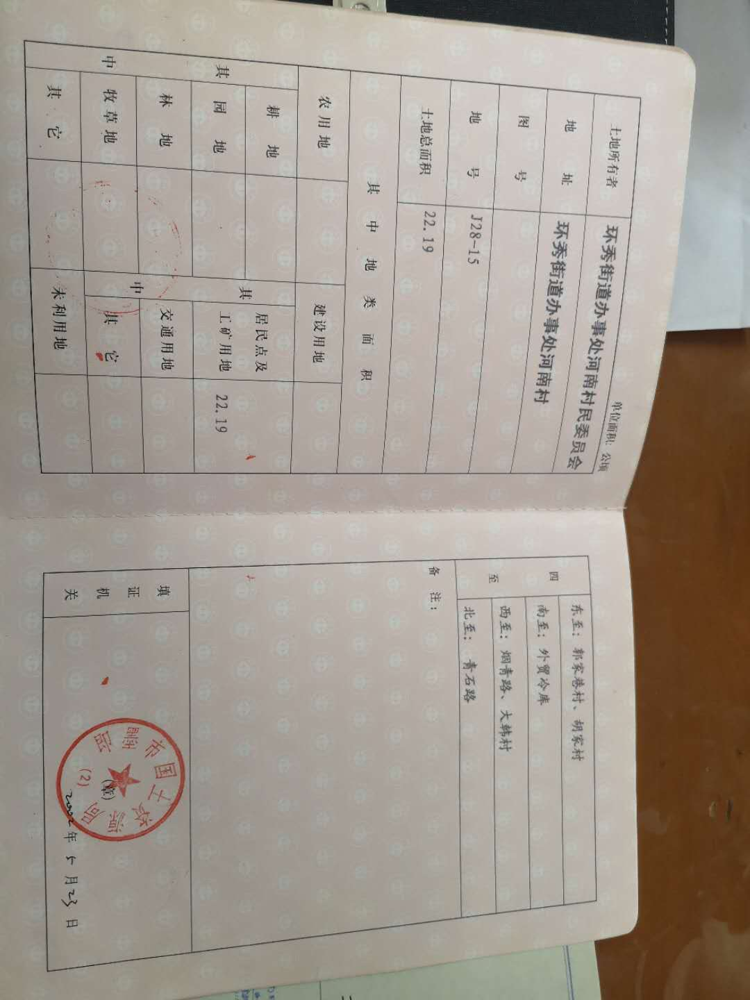 单位面积: 公顷
土地所有者 环秀街道办事处河南村民委员会
地 址 环秀街道办事处河南村
图 号
地 号 J28-15
土地总面积 22.19
其 中 地 类 面 积
农用地 建设用地
其 中 耕 地 其 中 居民点及工矿用地 22.19
园 地
林 地 交通用地
牧草地 其 它
其 它 未利用地
四 至 东至: 郭家巷村、胡家村
南至: 外贸冷库
西至: 烟青路、大韩村
北至: 青石路
备 注:
填 证 机 关
即墨市国土资源局
(章)
(2)
2002年5月23日